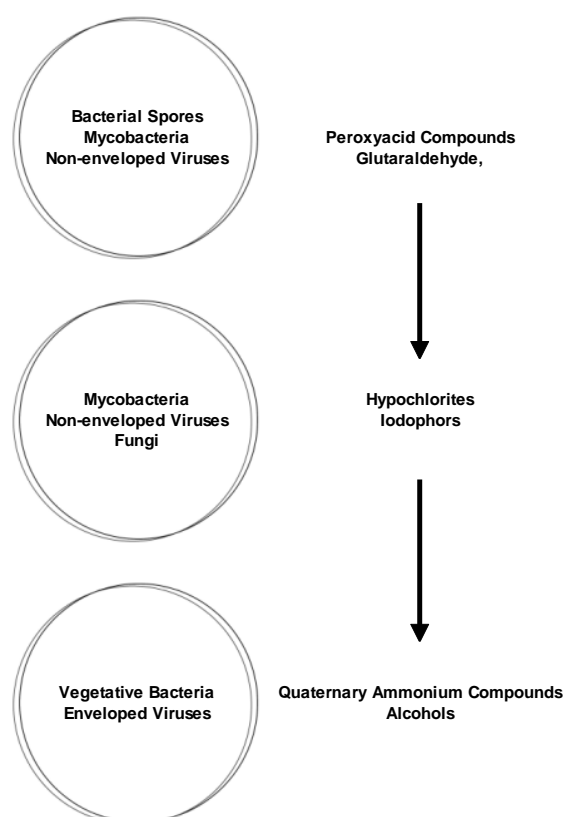 Bacterial Spores
Mycobacteria
Non-enveloped Viruses
Peroxyacid Compounds
Glutaraldehyde,
Mycobacteria
Non-enveloped Viruses
Fungi
Hypochlorites
Iodophors
Vegetative Bacteria
Enveloped Viruses
Quaternary Ammonium Compounds
Alcohols